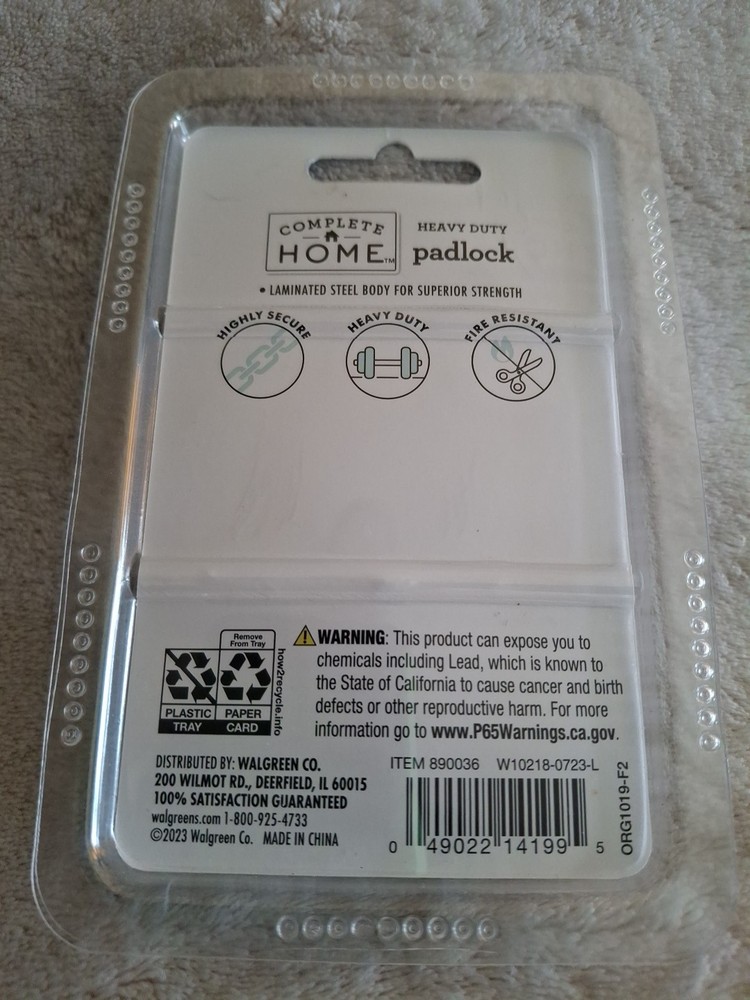 COMPLETE
HOME™
HEAVY DUTY
padlock
• LAMINATED STEEL BODY FOR SUPERIOR STRENGTH
HIGHLY SECURE
HEAVY DUTY
FIRE RESISTANT
Remove
From Tray
how2recycle.info
PLASTIC PAPER
TRAY CARD
WARNING: This product can expose you to
chemicals including Lead, which is known to
the State of California to cause cancer and birth
defects or other reproductive harm. For more
information go to www.P65Warnings.ca.gov.
DISTRIBUTED BY: WALGREEN CO.
200 WILMOT RD., DEERFIELD, IL 60015
100% SATISFACTION GUARANTEED
walgreens.com 1-800-925-4733
©2023 Walgreen Co. MADE IN CHINA
ITEM 890036 W10218-0723-L
0 49022 14199 5
ORG1019-F2